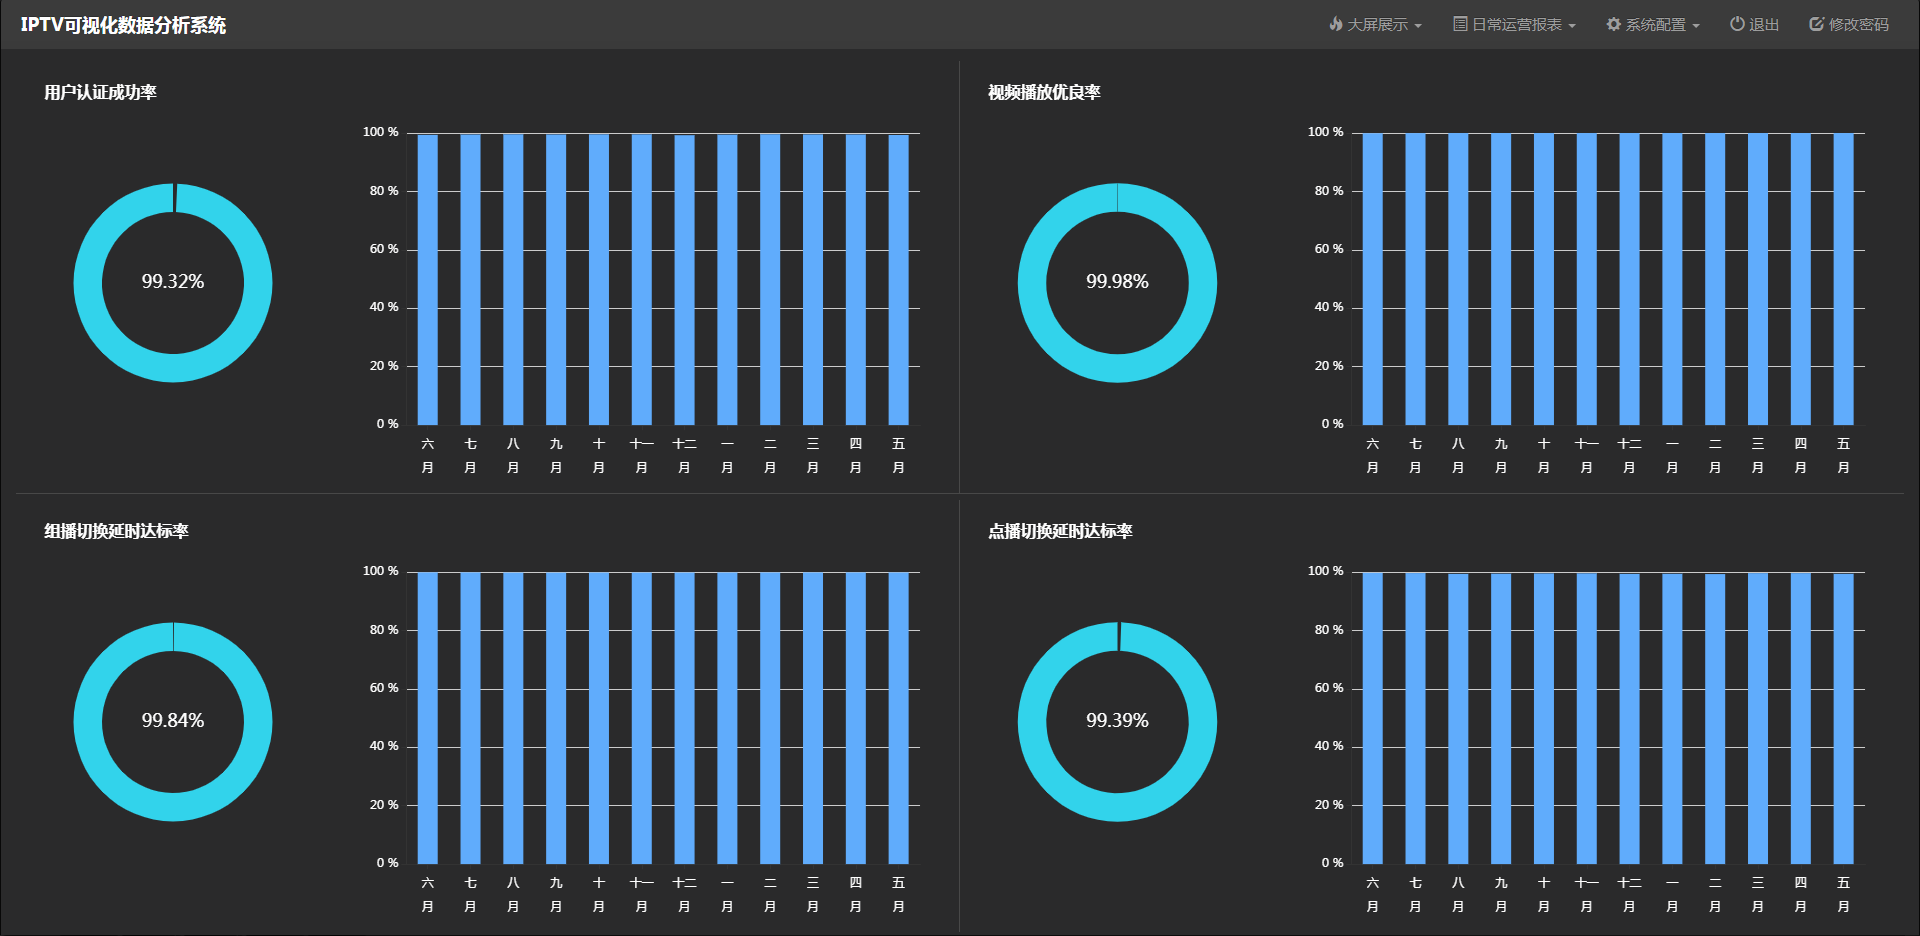 IPTV可视化数据分析系统
大屏展示
日常运营报表
系统配置
退出
修改密码
用户认证成功率
99.32%
100 %
80 %
60 %
40 %
20 %
0 %
六月 七月 八月 九月 十月 十一月 十二月 一月 二月 三月 四月 五月
视频播放优良率
99.98%
100 %
80 %
60 %
40 %
20 %
0 %
六月 七月 八月 九月 十月 十一月 十二月 一月 二月 三月 四月 五月
组播切换延时达标率
99.84%
100 %
80 %
60 %
40 %
20 %
0 %
六月 七月 八月 九月 十月 十一月 十二月 一月 二月 三月 四月 五月
点播切换延时达标率
99.39%
100 %
80 %
60 %
40 %
20 %
0 %
六月 七月 八月 九月 十月 十一月 十二月 一月 二月 三月 四月 五月